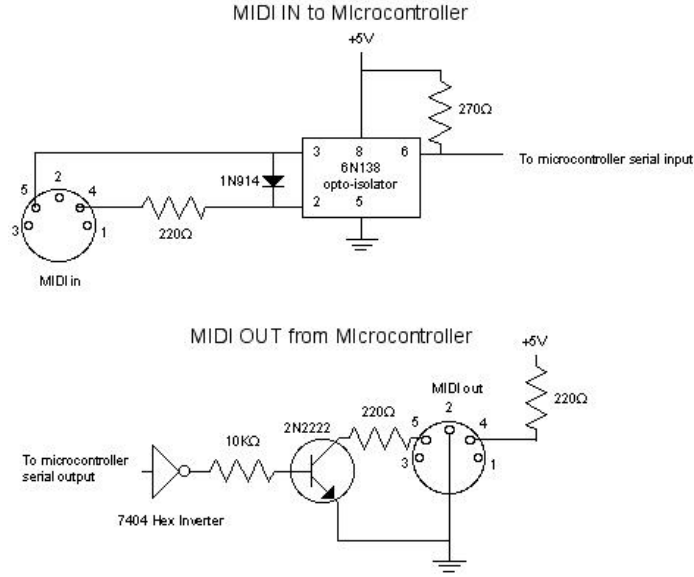 MIDI IN to Microcontroller
+5V
270Ω
3 8 6
6N138
opto-isolator
2 5
To microcontroller serial input
1N914
220Ω
5 2 4
3 1
MIDI in
MIDI OUT from Microcontroller
+5V
220Ω
MIDI out
5 2 4
3 1
220Ω
2N2222
10KΩ
To microcontroller
serial output
7404 Hex Inverter